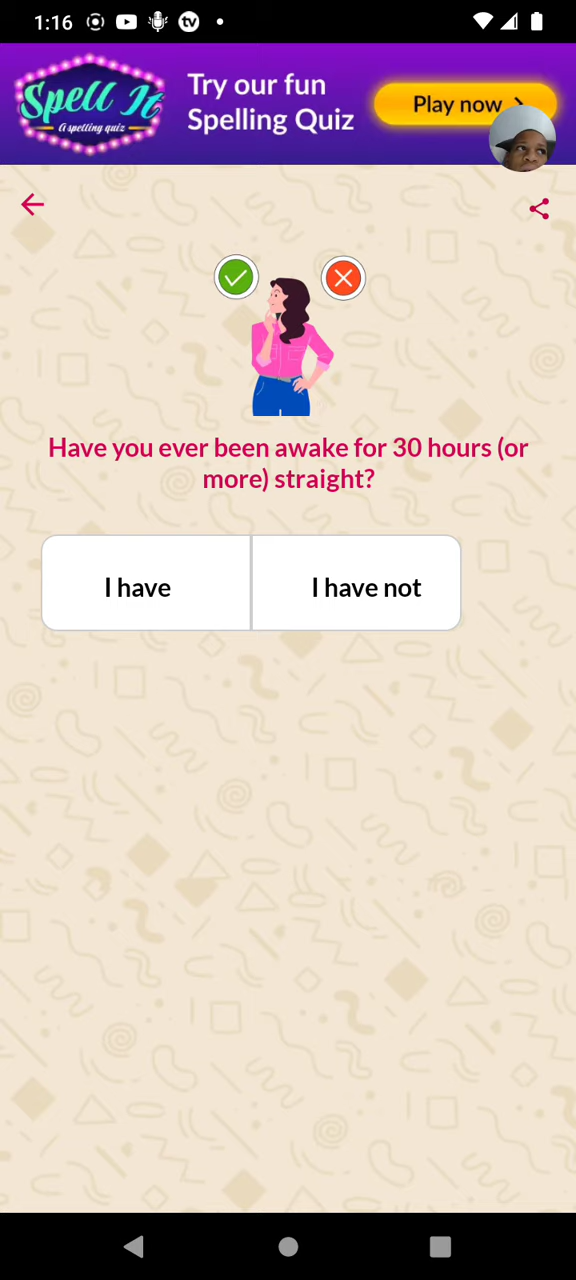 1:16
tv
Spell It
A spelling quiz
Try our fun
Spelling Quiz
Play now
Have you ever been awake for 30 hours (or
more) straight?
I have
I have not